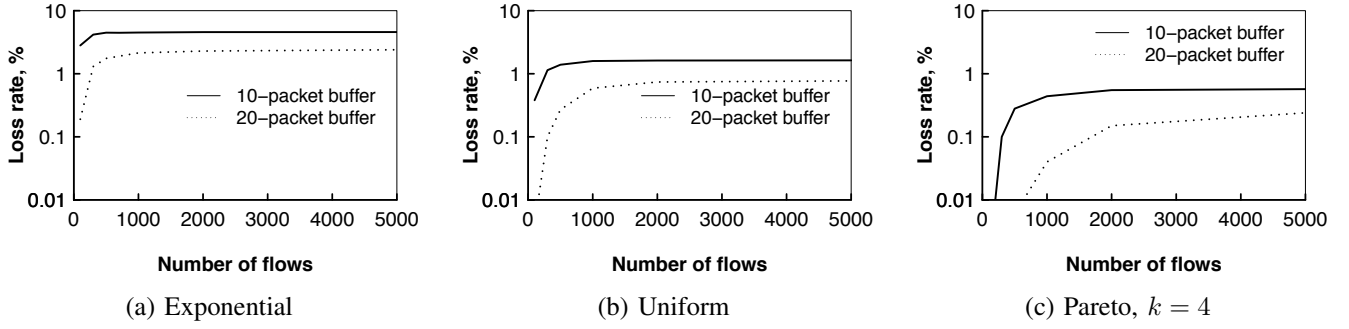 Loss rate, %
10
1
0.1
0.01
10−packet buffer
20−packet buffer
0 1000 2000 3000 4000 5000
Number of flows
(a) Exponential
Loss rate, %
10
1
0.1
0.01
10−packet buffer
20−packet buffer
0 1000 2000 3000 4000 5000
Number of flows
(b) Uniform
Loss rate, %
10
1
0.1
0.01
10−packet buffer
20−packet buffer
0 1000 2000 3000 4000 5000
Number of flows
(c) Pareto, k = 4